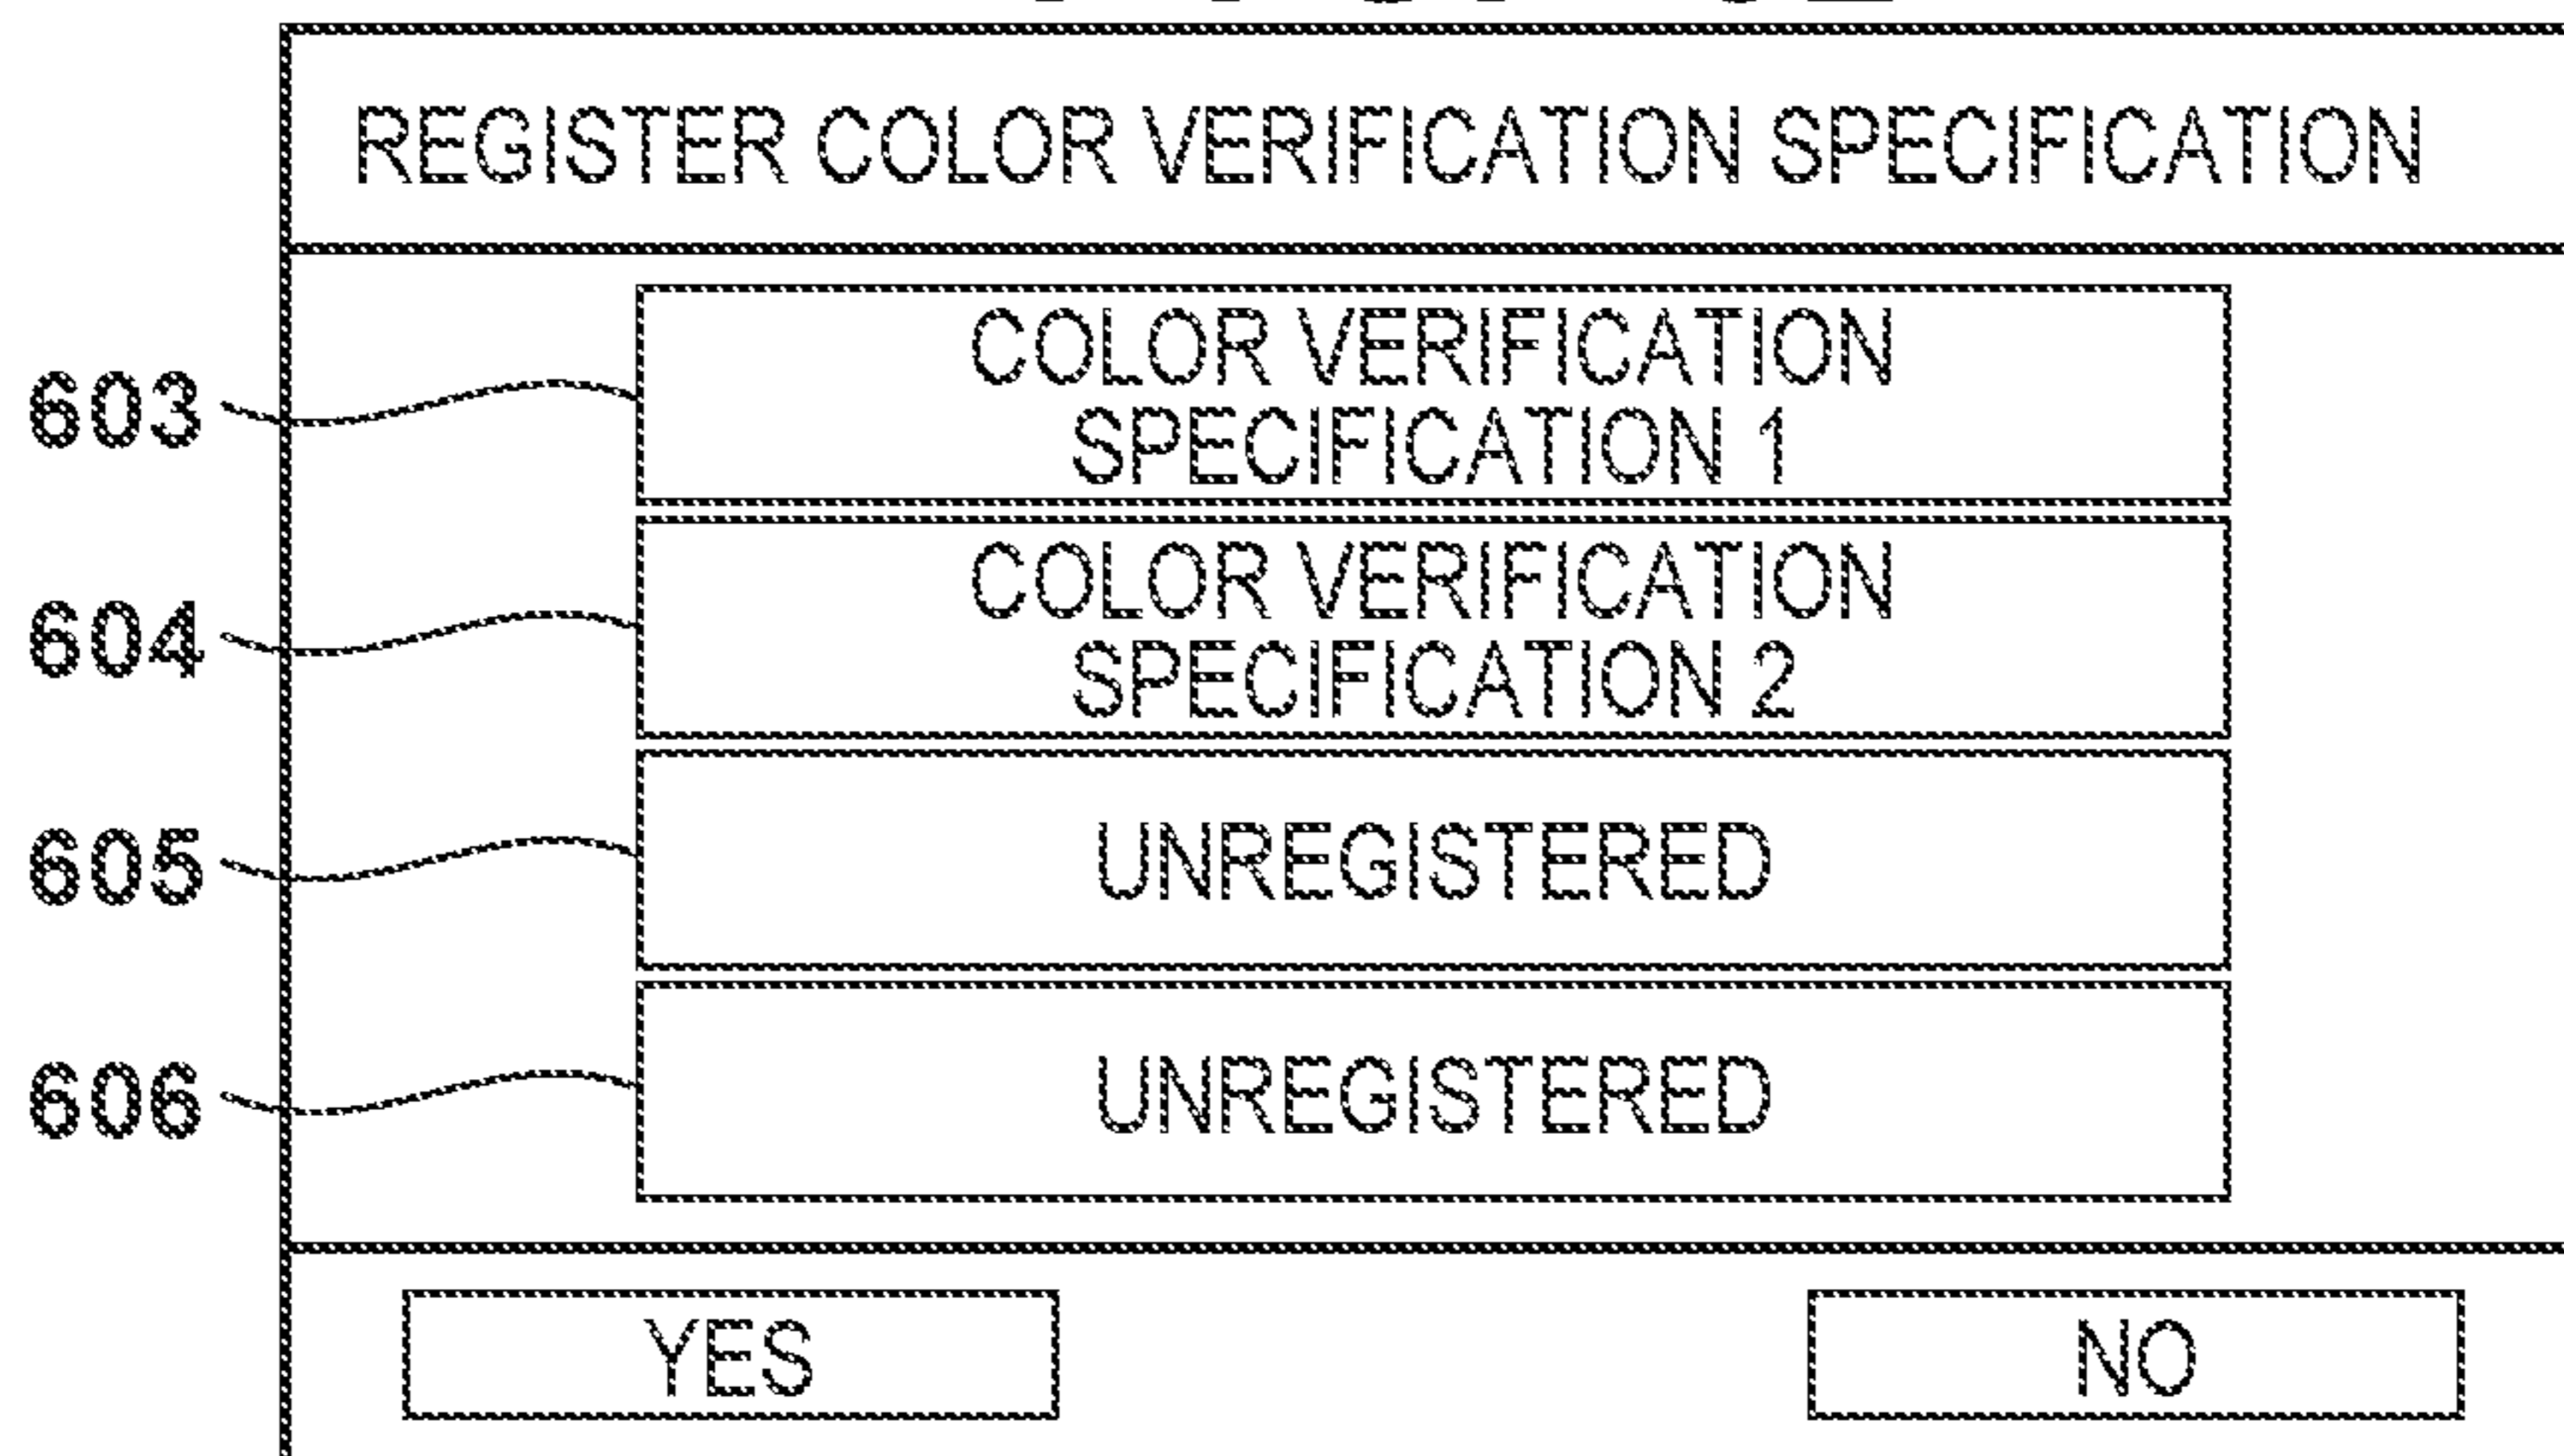 REGISTER COLOR VERIFICATION SPECIFICATION
603
COLOR VERIFICATION
SPECIFICATION 1
604
COLOR VERIFICATION
SPECIFICATION 2
605
UNREGISTERED
606
UNREGISTERED
YES
NO